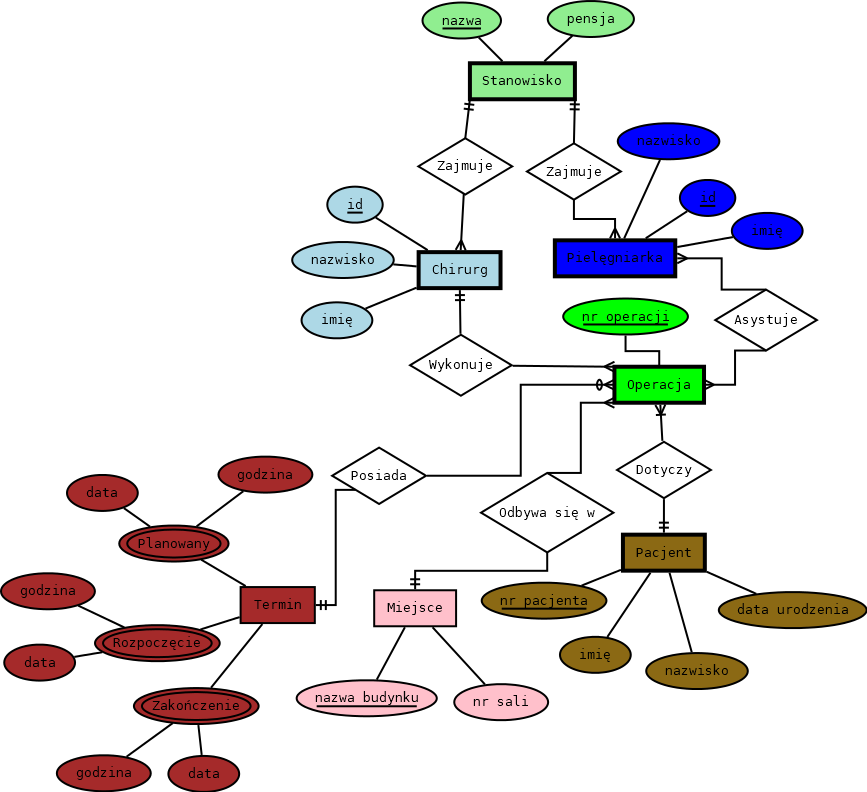 nazwa
pensja
Stanowisko
Zajmuje
Zajmuje
nazwisko
id
id
imię
nazwisko
Chirurg
Pielęgniarka
imię
nr operacji
Asystuje
Wykonuje
Operacja
Posiada
Dotyczy
godzina
data
Odbywa się w
Planowany
Pacjent
godzina
Termin
Miejsce
nr pacjenta
data urodzenia
Rozpoczęcie
data
imię
nazwisko
nazwa budynku
nr sali
Zakończenie
godzina
data